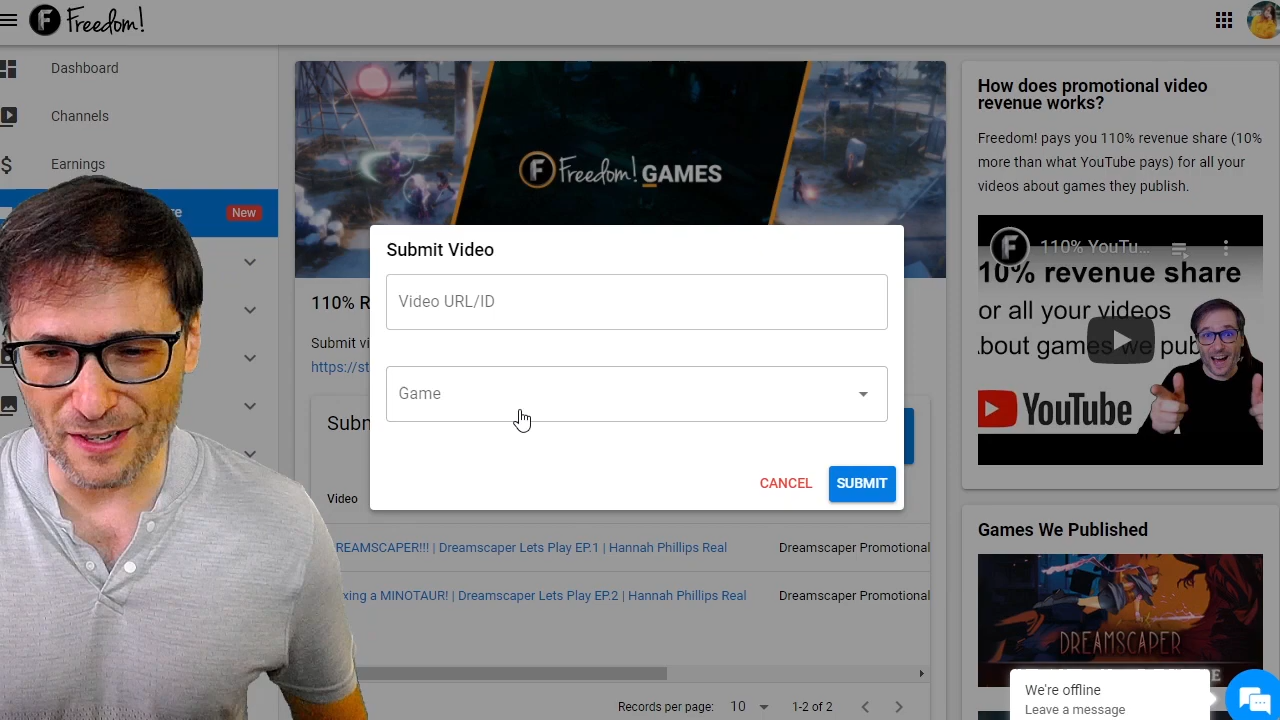 Freedom!
Dashboard
Channels
Earnings
New
Freedom! GAMES
110% R
Submit vi
https://st
Subm
Video
REAMSCAPER!!! | Dreamscaper Lets Play EP.1 | Hannah Phillips Real
Dreamscaper Promotional
xing a MINOTAUR! | Dreamscaper Lets Play EP.2 | Hannah Phillips Real
Dreamscaper Promotional
Records per page:
10
1-2 of 2
Submit Video
Video URL/ID
Game
CANCEL
SUBMIT
How does promotional video
revenue works?
Freedom! pays you 110% revenue share (10%
more than what YouTube pays) for all your
videos about games they publish.
110% YouTu...
10% revenue share
or all your videos
about games we pub
YouTube
Games We Published
DREAMSCAPER
We're offline
Leave a message